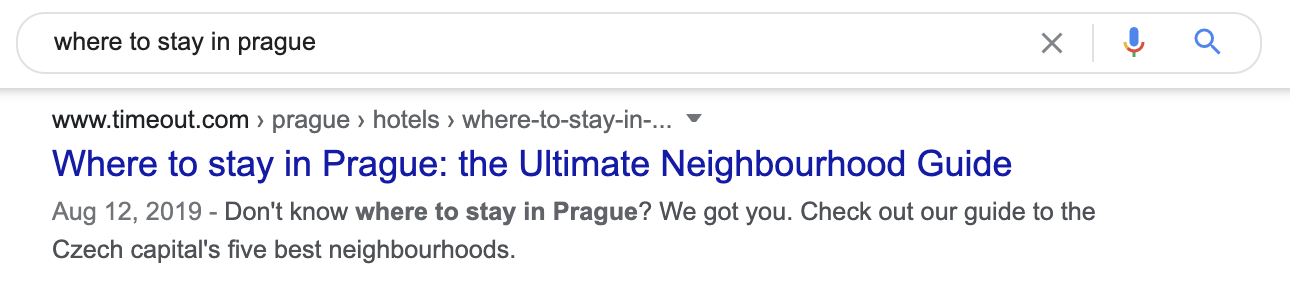 where to stay in prague
www.timeout.com › prague › hotels › where-to-stay-in-...
Where to stay in Prague: the Ultimate Neighbourhood Guide
Aug 12, 2019 - Don't know where to stay in Prague? We got you. Check out our guide to the
Czech capital's five best neighbourhoods.